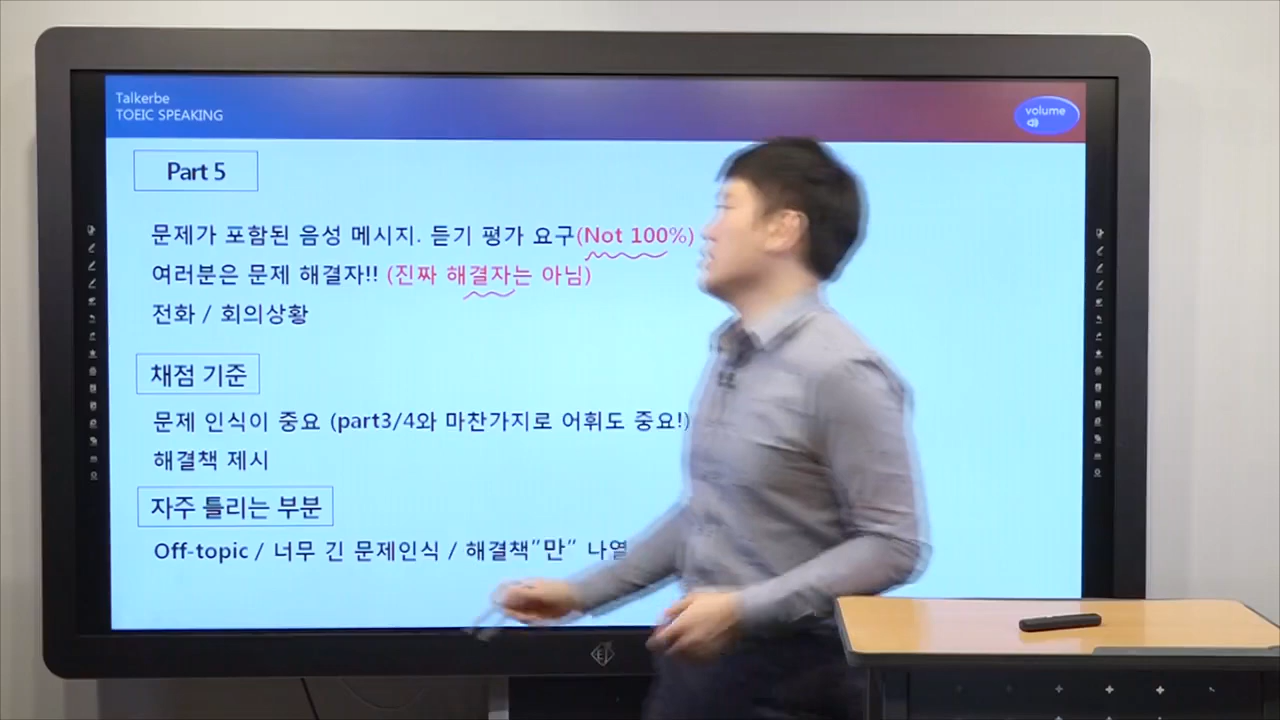 Talkerbe
TOEIC SPEAKING
volume
Part 5
문제가 포함된 음성 메시지. 듣기 평가 요구(Not 100%)
여러분은 문제 해결자!! (진짜 해결자는 아님)
전화 / 회의상황
채점 기준
문제 인식이 중요 (part3/4와 마찬가지로 어휘도 중요!)
해결책 제시
자주 틀리는 부분
Off-topic / 너무 긴 문제인식 / 해결책"만" 나열